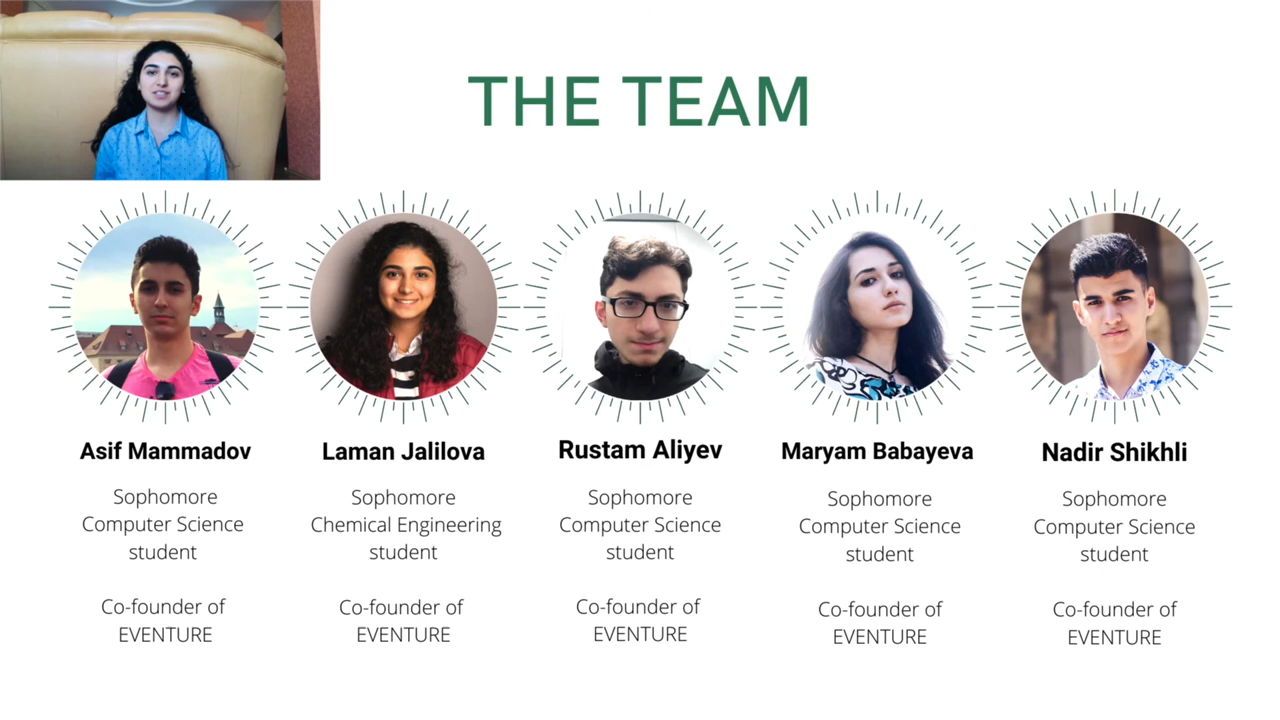 THE TEAM
Asif Mammadov
Sophomore
Computer Science
student
Co-founder of
EVENTURE
Laman Jalilova
Sophomore
Chemical Engineering
student
Co-founder of
EVENTURE
Rustam Aliyev
Sophomore
Computer Science
student
Co-founder of
EVENTURE
Maryam Babayeva
Sophomore
Computer Science
student
Co-founder of
EVENTURE
Nadir Shikhli
Sophomore
Computer Science
student
Co-founder of
EVENTURE